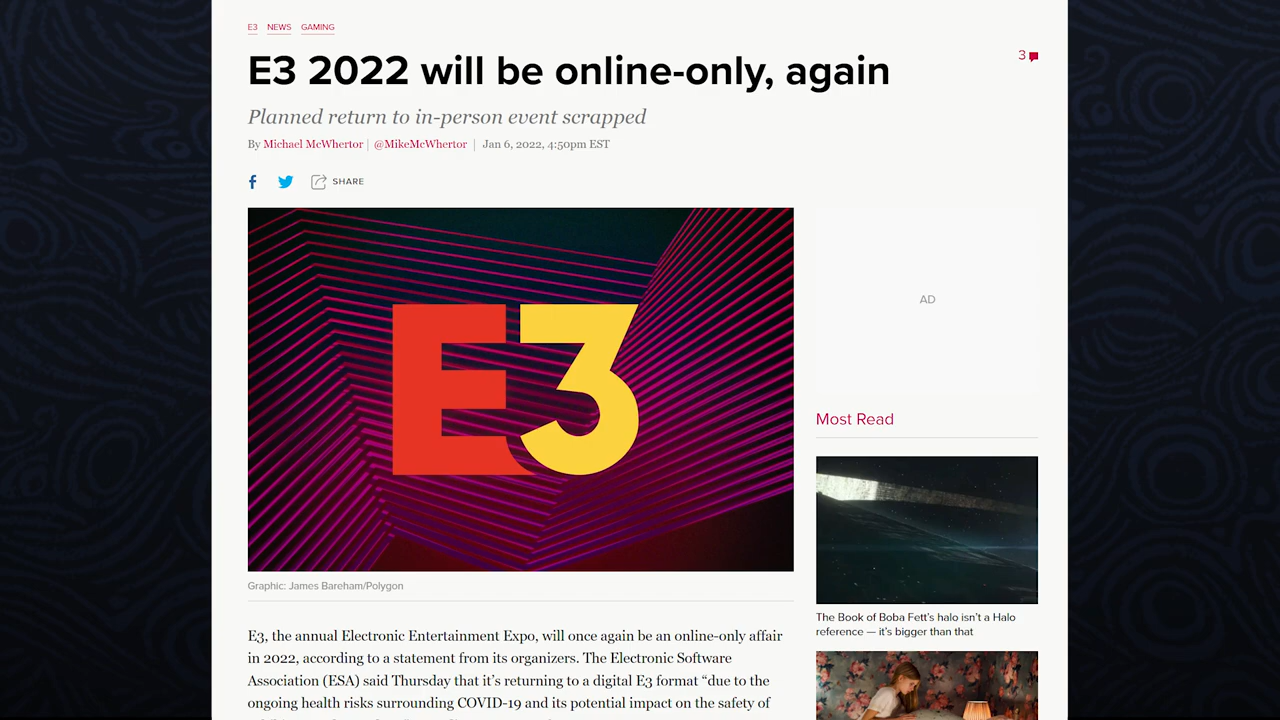 E3 NEWS GAMING
E3 2022 will be online-only, again
3
Planned return to in-person event scrapped
By Michael McWhertor | @MikeMcWhertor | Jan 6, 2022, 4:50pm EST
SHARE
E3
Graphic: James Bareham/Polygon
E3, the annual Electronic Entertainment Expo, will once again be an online-only affair
in 2022, according to a statement from its organizers. The Electronic Software
Association (ESA) said Thursday that it’s returning to a digital E3 format “due to the
ongoing health risks surrounding COVID-19 and its potential impact on the safety of
AD
Most Read
The Book of Boba Fett’s halo isn’t a Halo
reference — it’s bigger than that